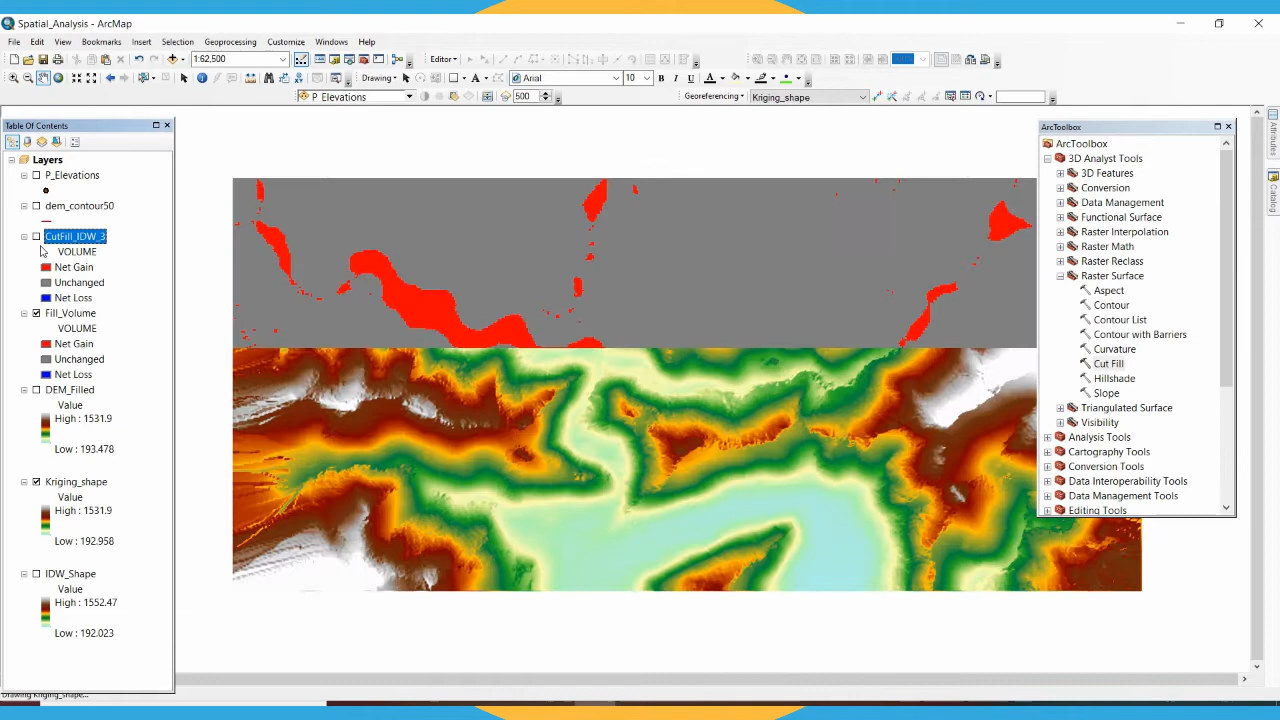 Spatial_Analysis - ArcMap
File Edit View Bookmarks Insert Selection Geoprocessing Customize Windows Help
1:62,500 Editor
Drawing Arial 10 B I U A
P Elevations 500 Georeferencing Kriging_shape
Table Of Contents
Layers
P_Elevations
dem_contour50
CutFill_IDW_3
VOLUME
Net Gain
Unchanged
Net Loss
Fill_Volume
VOLUME
Net Gain
Unchanged
Net Loss
DEM_Filled
Value
High : 1531.9
Low : 193.478
Kriging_shape
Value
High : 1531.9
Low : 192.958
IDW_Shape
Value
High : 1552.47
Low : 192.023
Drawing Kriging_shape...
ArcToolbox
ArcToolbox
3D Analyst Tools
3D Features
Conversion
Data Management
Functional Surface
Raster Interpolation
Raster Math
Raster Reclass
Raster Surface
Aspect
Contour
Contour List
Contour with Barriers
Curvature
Cut Fill
Hillshade
Slope
Triangulated Surface
Visibility
Analysis Tools
Cartography Tools
Conversion Tools
Data Interoperability Tools
Data Management Tools
Editing Tools
Attributes
Catalog